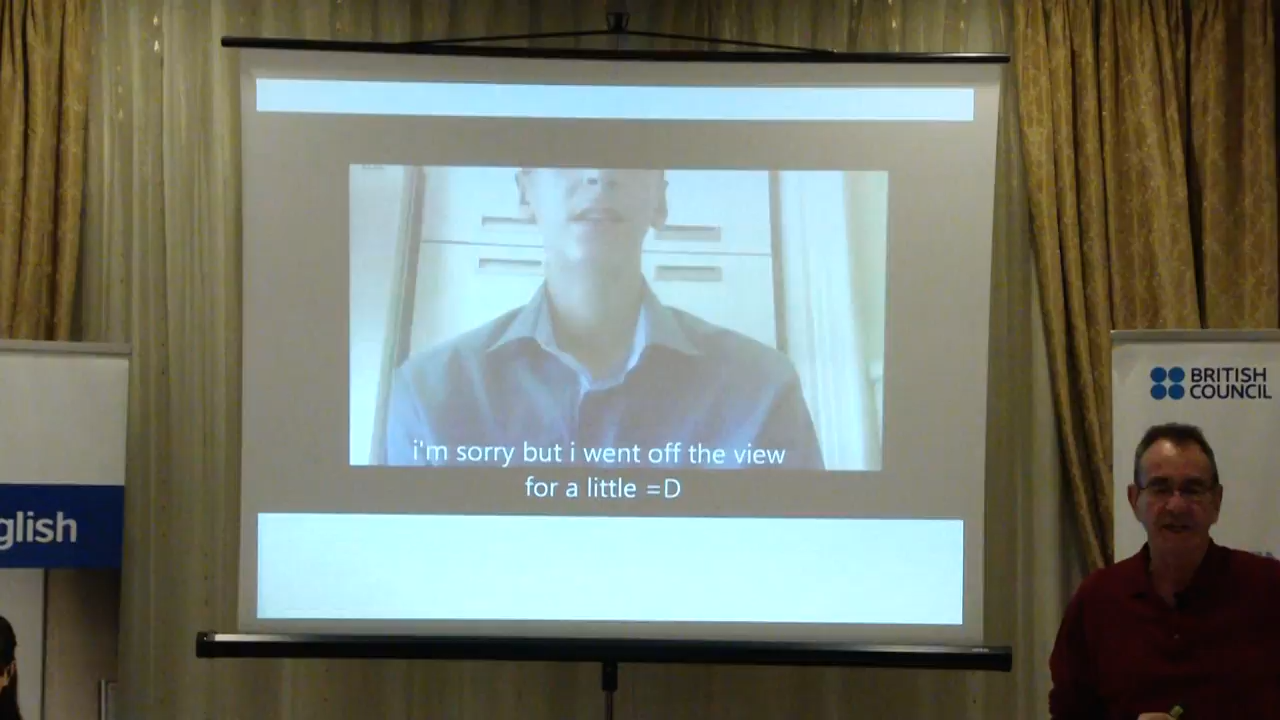 i'm sorry but i went off the view
for a little =D
BRITISH
COUNCIL
glish